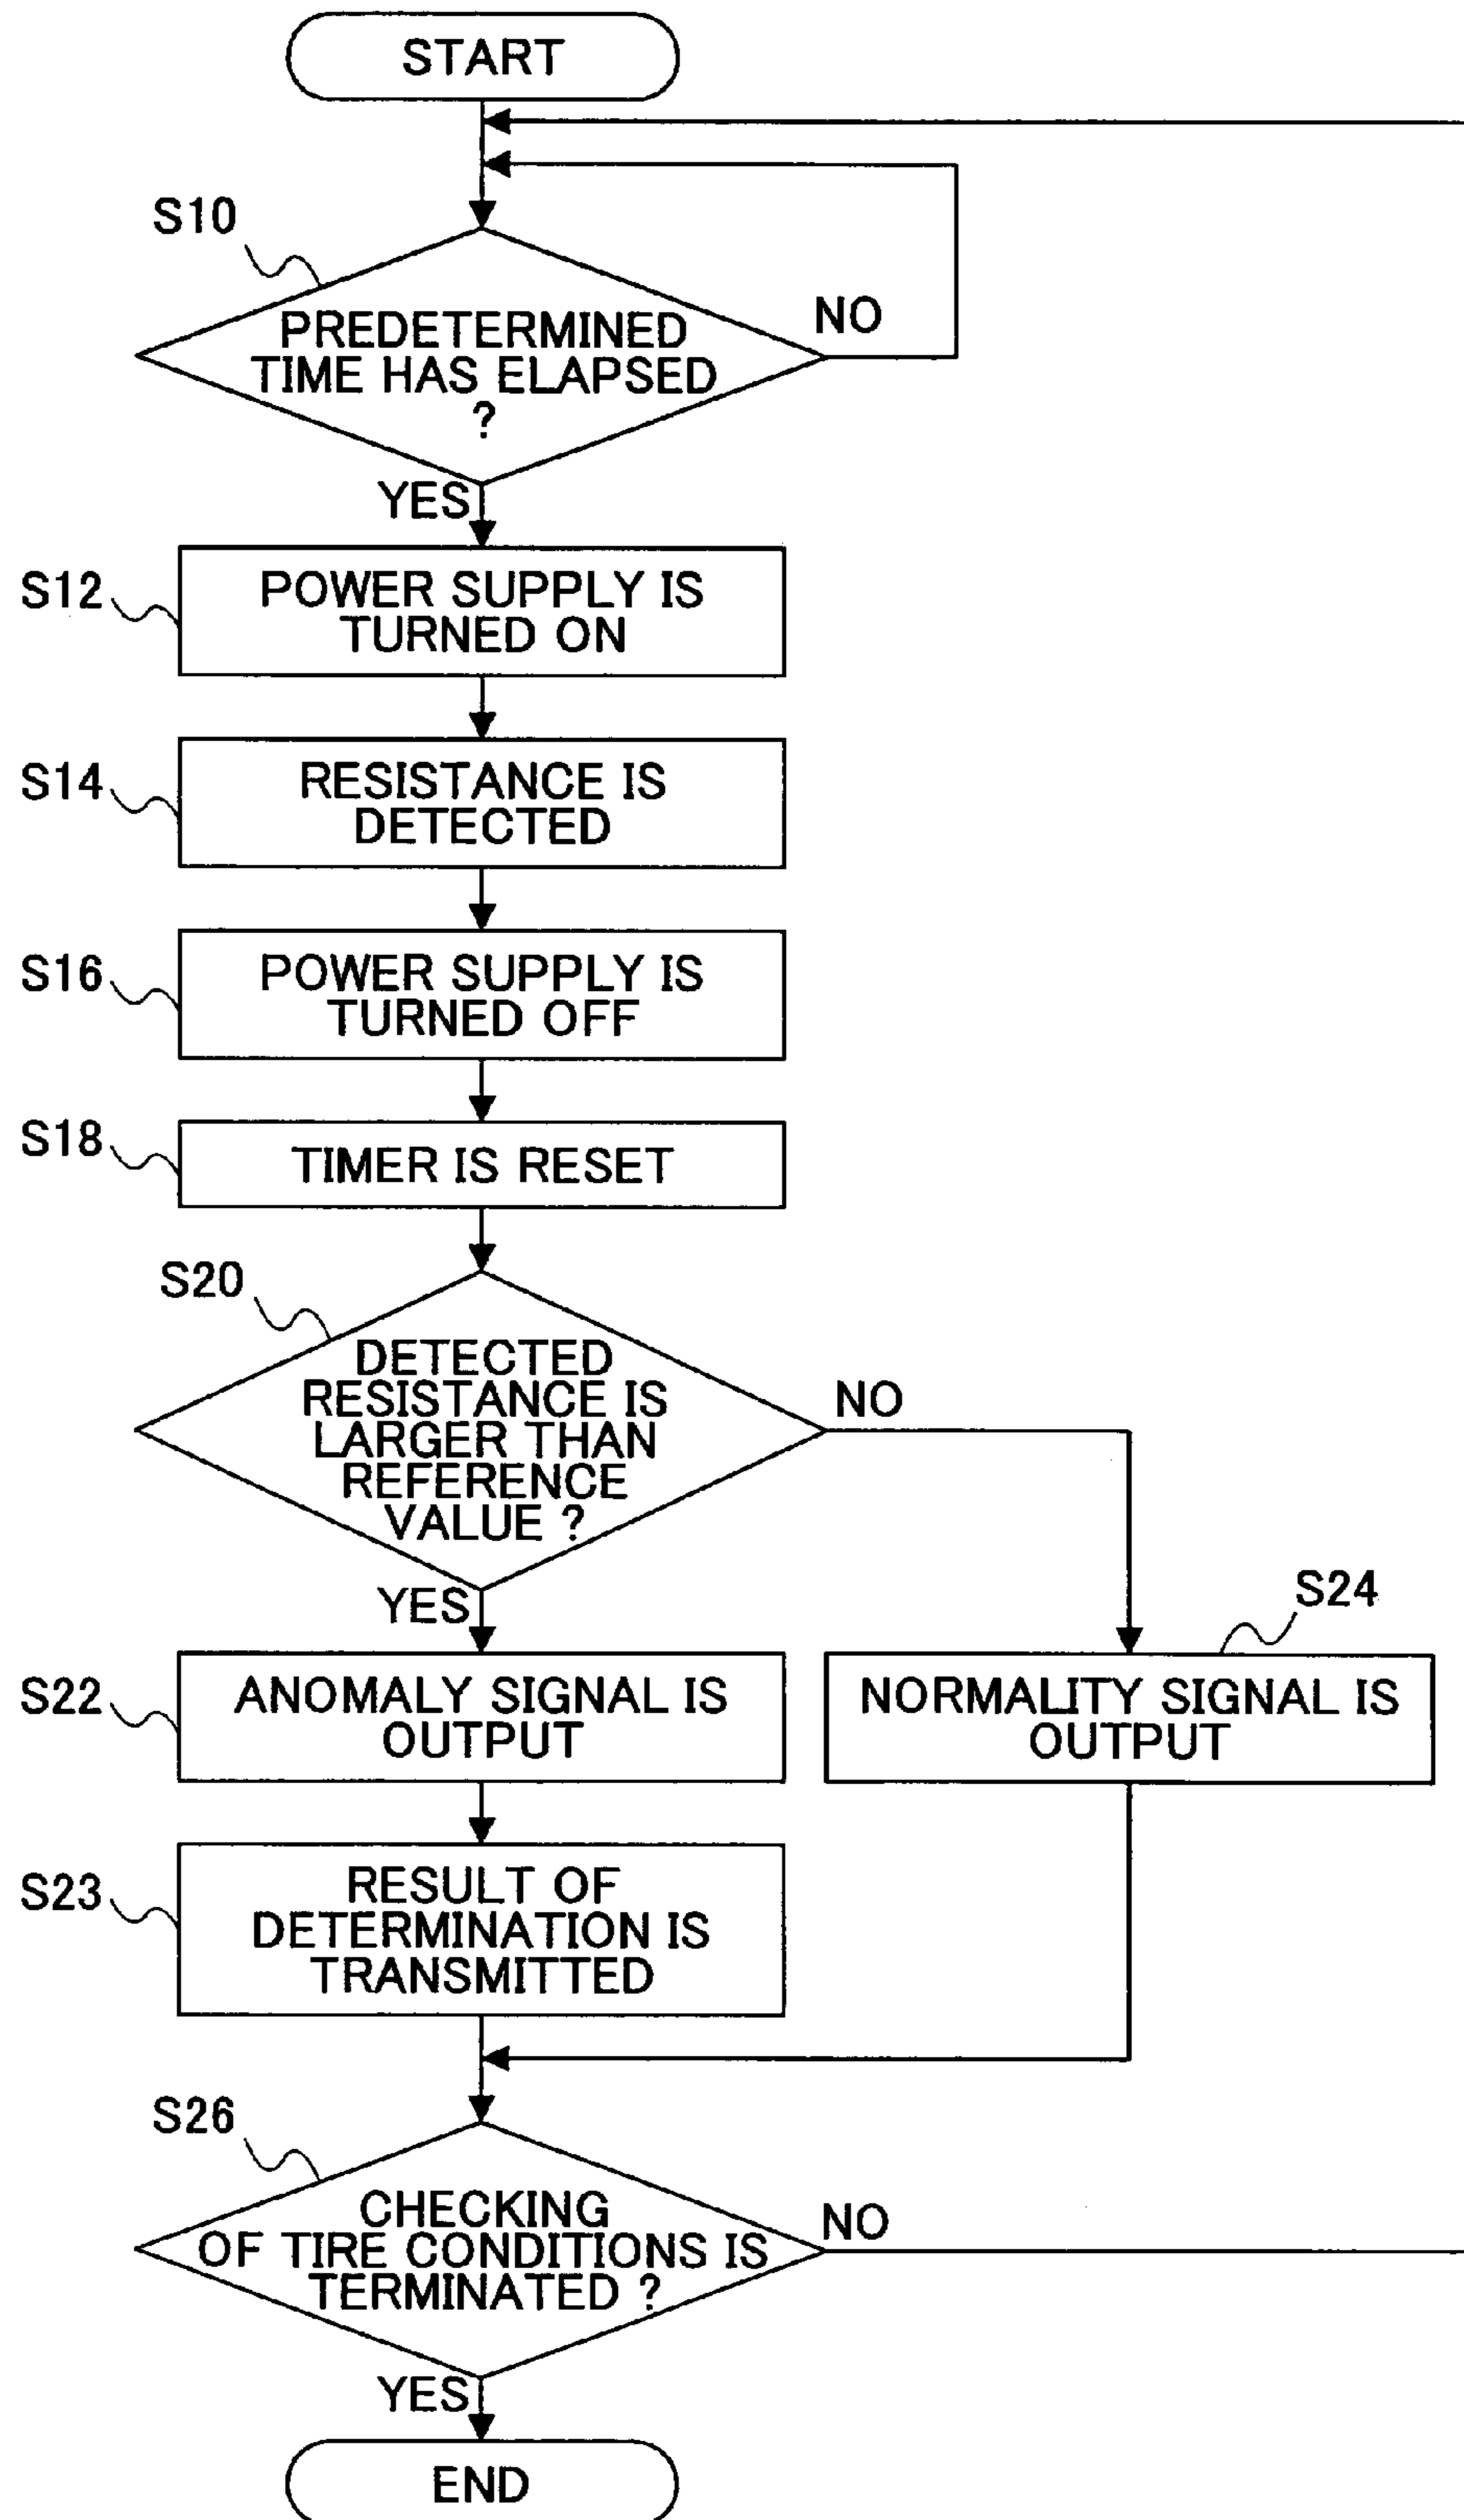 START
S10
PREDETERMINED
TIME HAS ELAPSED
?
NO
YES
S12
POWER SUPPLY IS
TURNED ON
S14
RESISTANCE IS
DETECTED
S16
POWER SUPPLY IS
TURNED OFF
S18
TIMER IS RESET
S20
DETECTED
RESISTANCE IS
LARGER THAN
REFERENCE
VALUE ?
NO
YES
S24
S22
ANOMALY SIGNAL IS
OUTPUT
NORMALITY SIGNAL IS
OUTPUT
S23
RESULT OF
DETERMINATION IS
TRANSMITTED
S26
CHECKING
OF TIRE CONDITIONS IS
TERMINATED ?
NO
YES
END